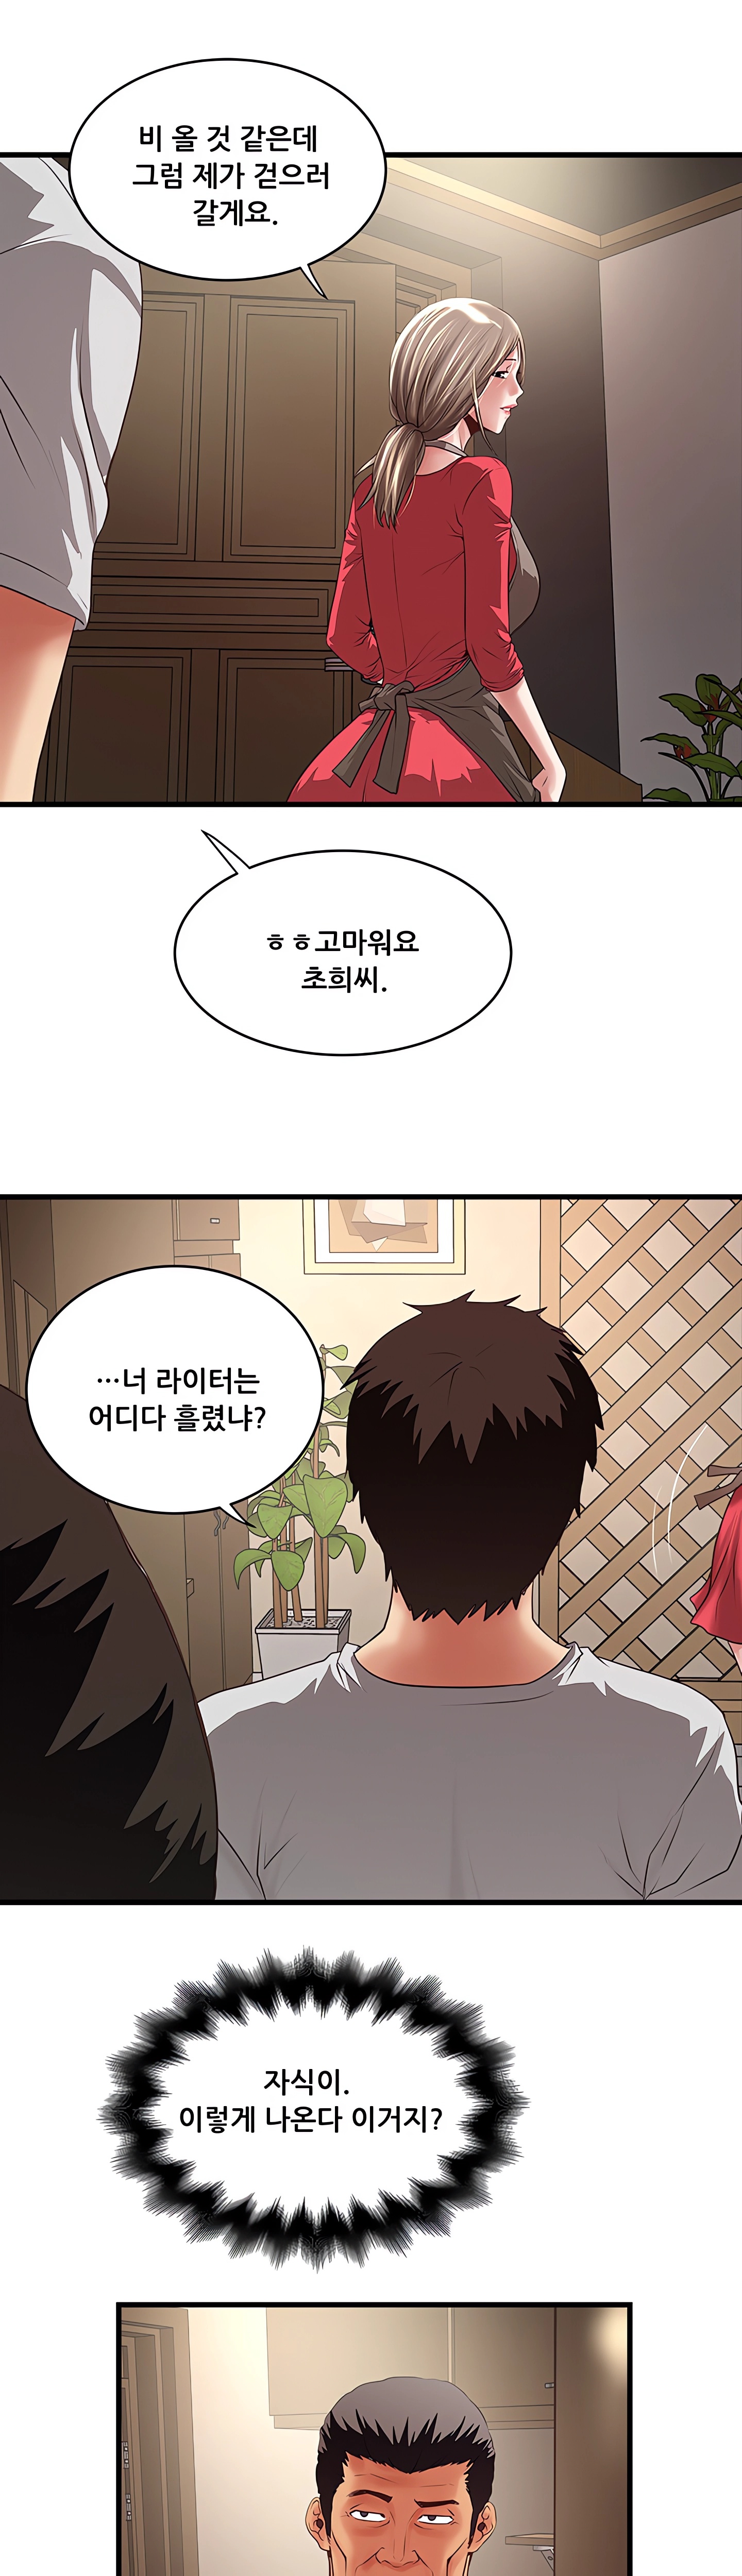 비 올 것 같은데
그럼 제가 걷으러
갈게요.
ㅎㅎ고마워요
초희씨.
…너 라이터는
어디다 흘렸냐?
자식이.
이렇게 나온다 이거지?